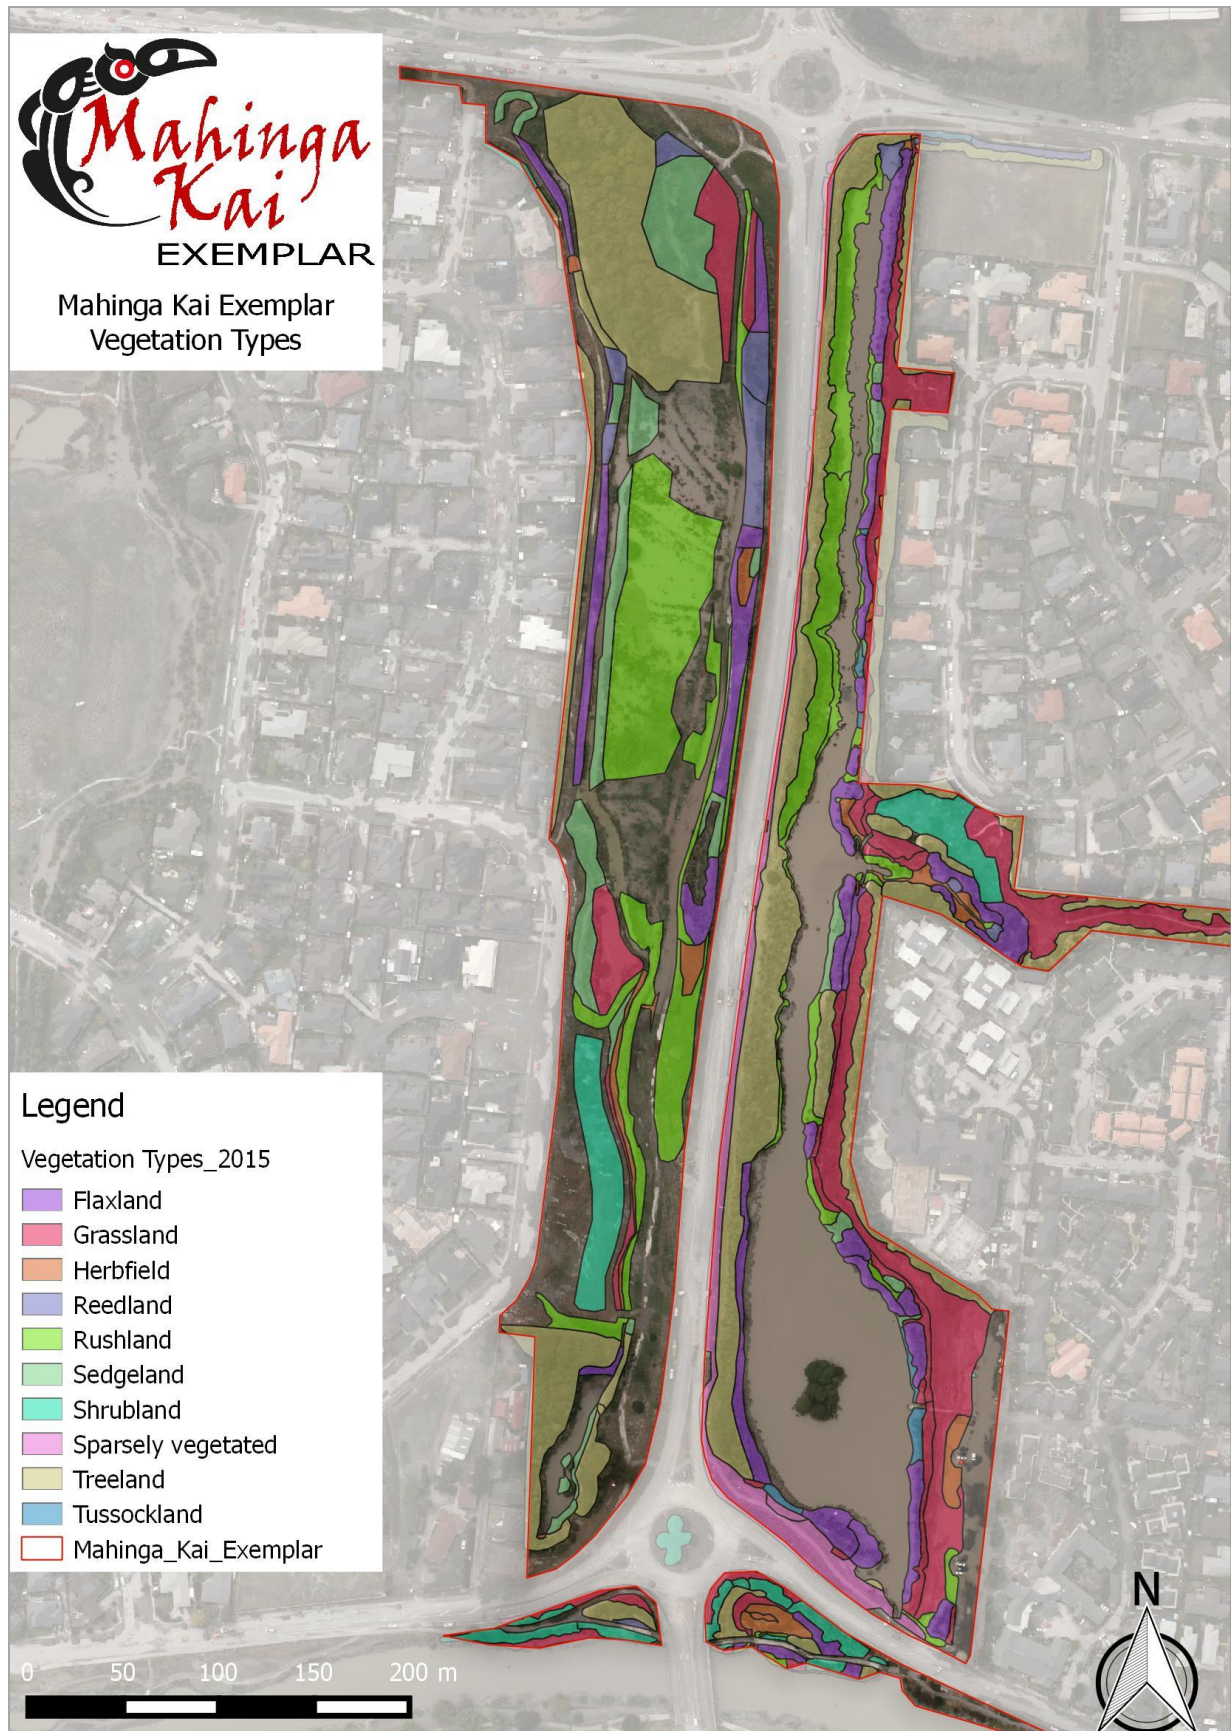 Mahinga
Kai
EXEMPLAR
Mahinga Kai Exemplar
Vegetation Types
Legend
Vegetation Types_2015
Flaxland
Grassland
Herbfield
Reedland
Rushland
Sedgeland
Shrubland
Sparsely vegetated
Treeland
Tussockland
Mahinga_Kai_Exemplar
0 50 100 150 200 m
N